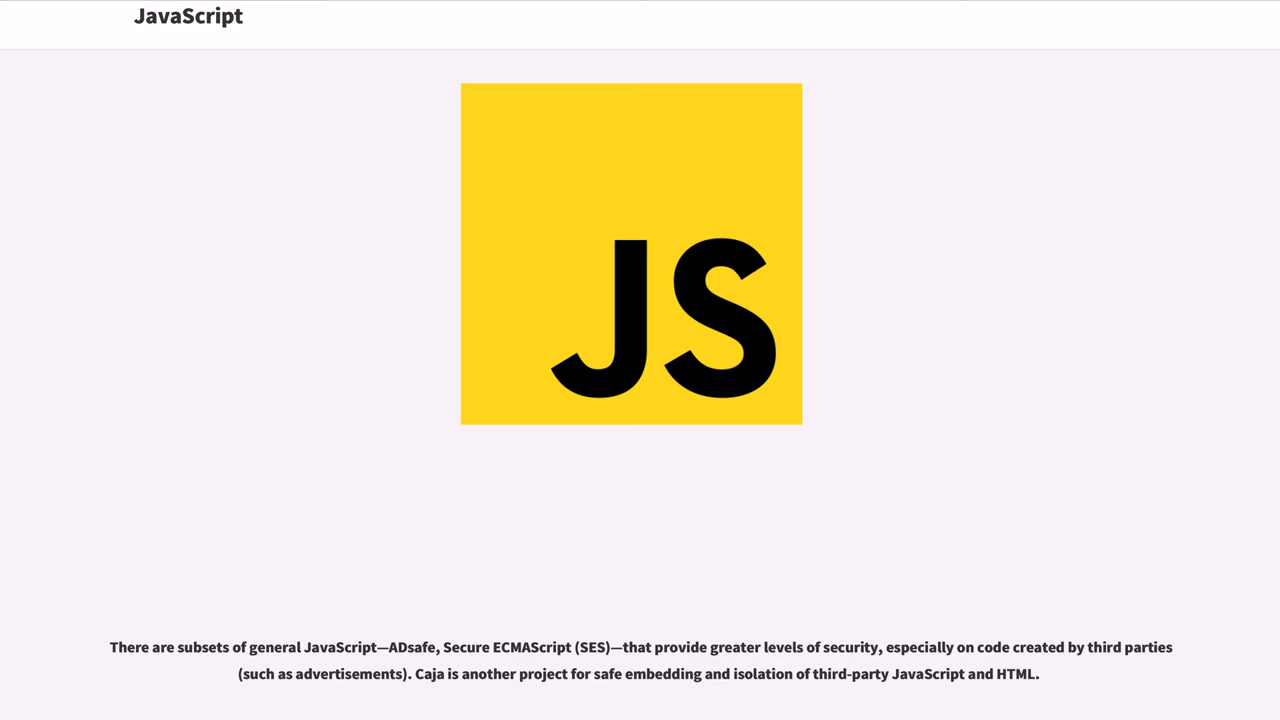 JavaScript
JS
There are subsets of general JavaScript—ADsafe, Secure ECMAScript (SES)—that provide greater levels of security, especially on code created by third parties
(such as advertisements). Caja is another project for safe embedding and isolation of third-party JavaScript and HTML.